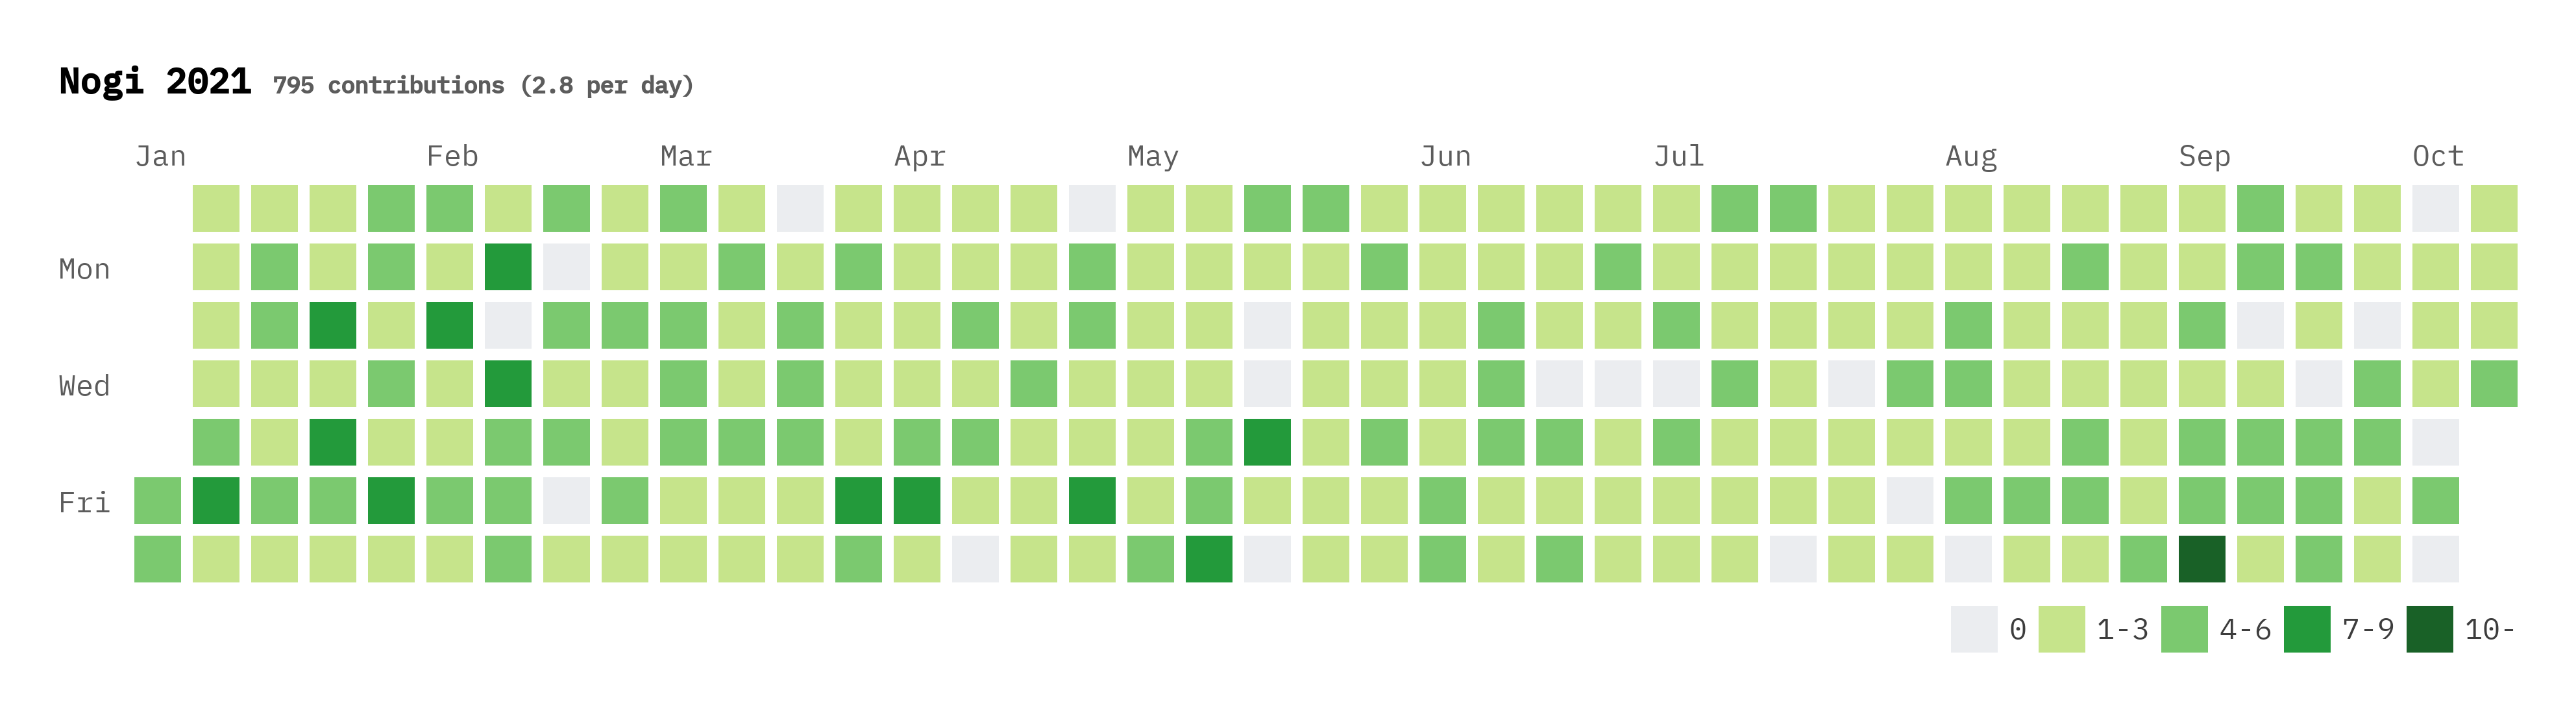 Nogi 2021 795 contributions (2.8 per day)
Jan Feb Mar Apr May Jun Jul Aug Sep Oct
Mon
Wed
Fri
0 1-3 4-6 7-9 10-